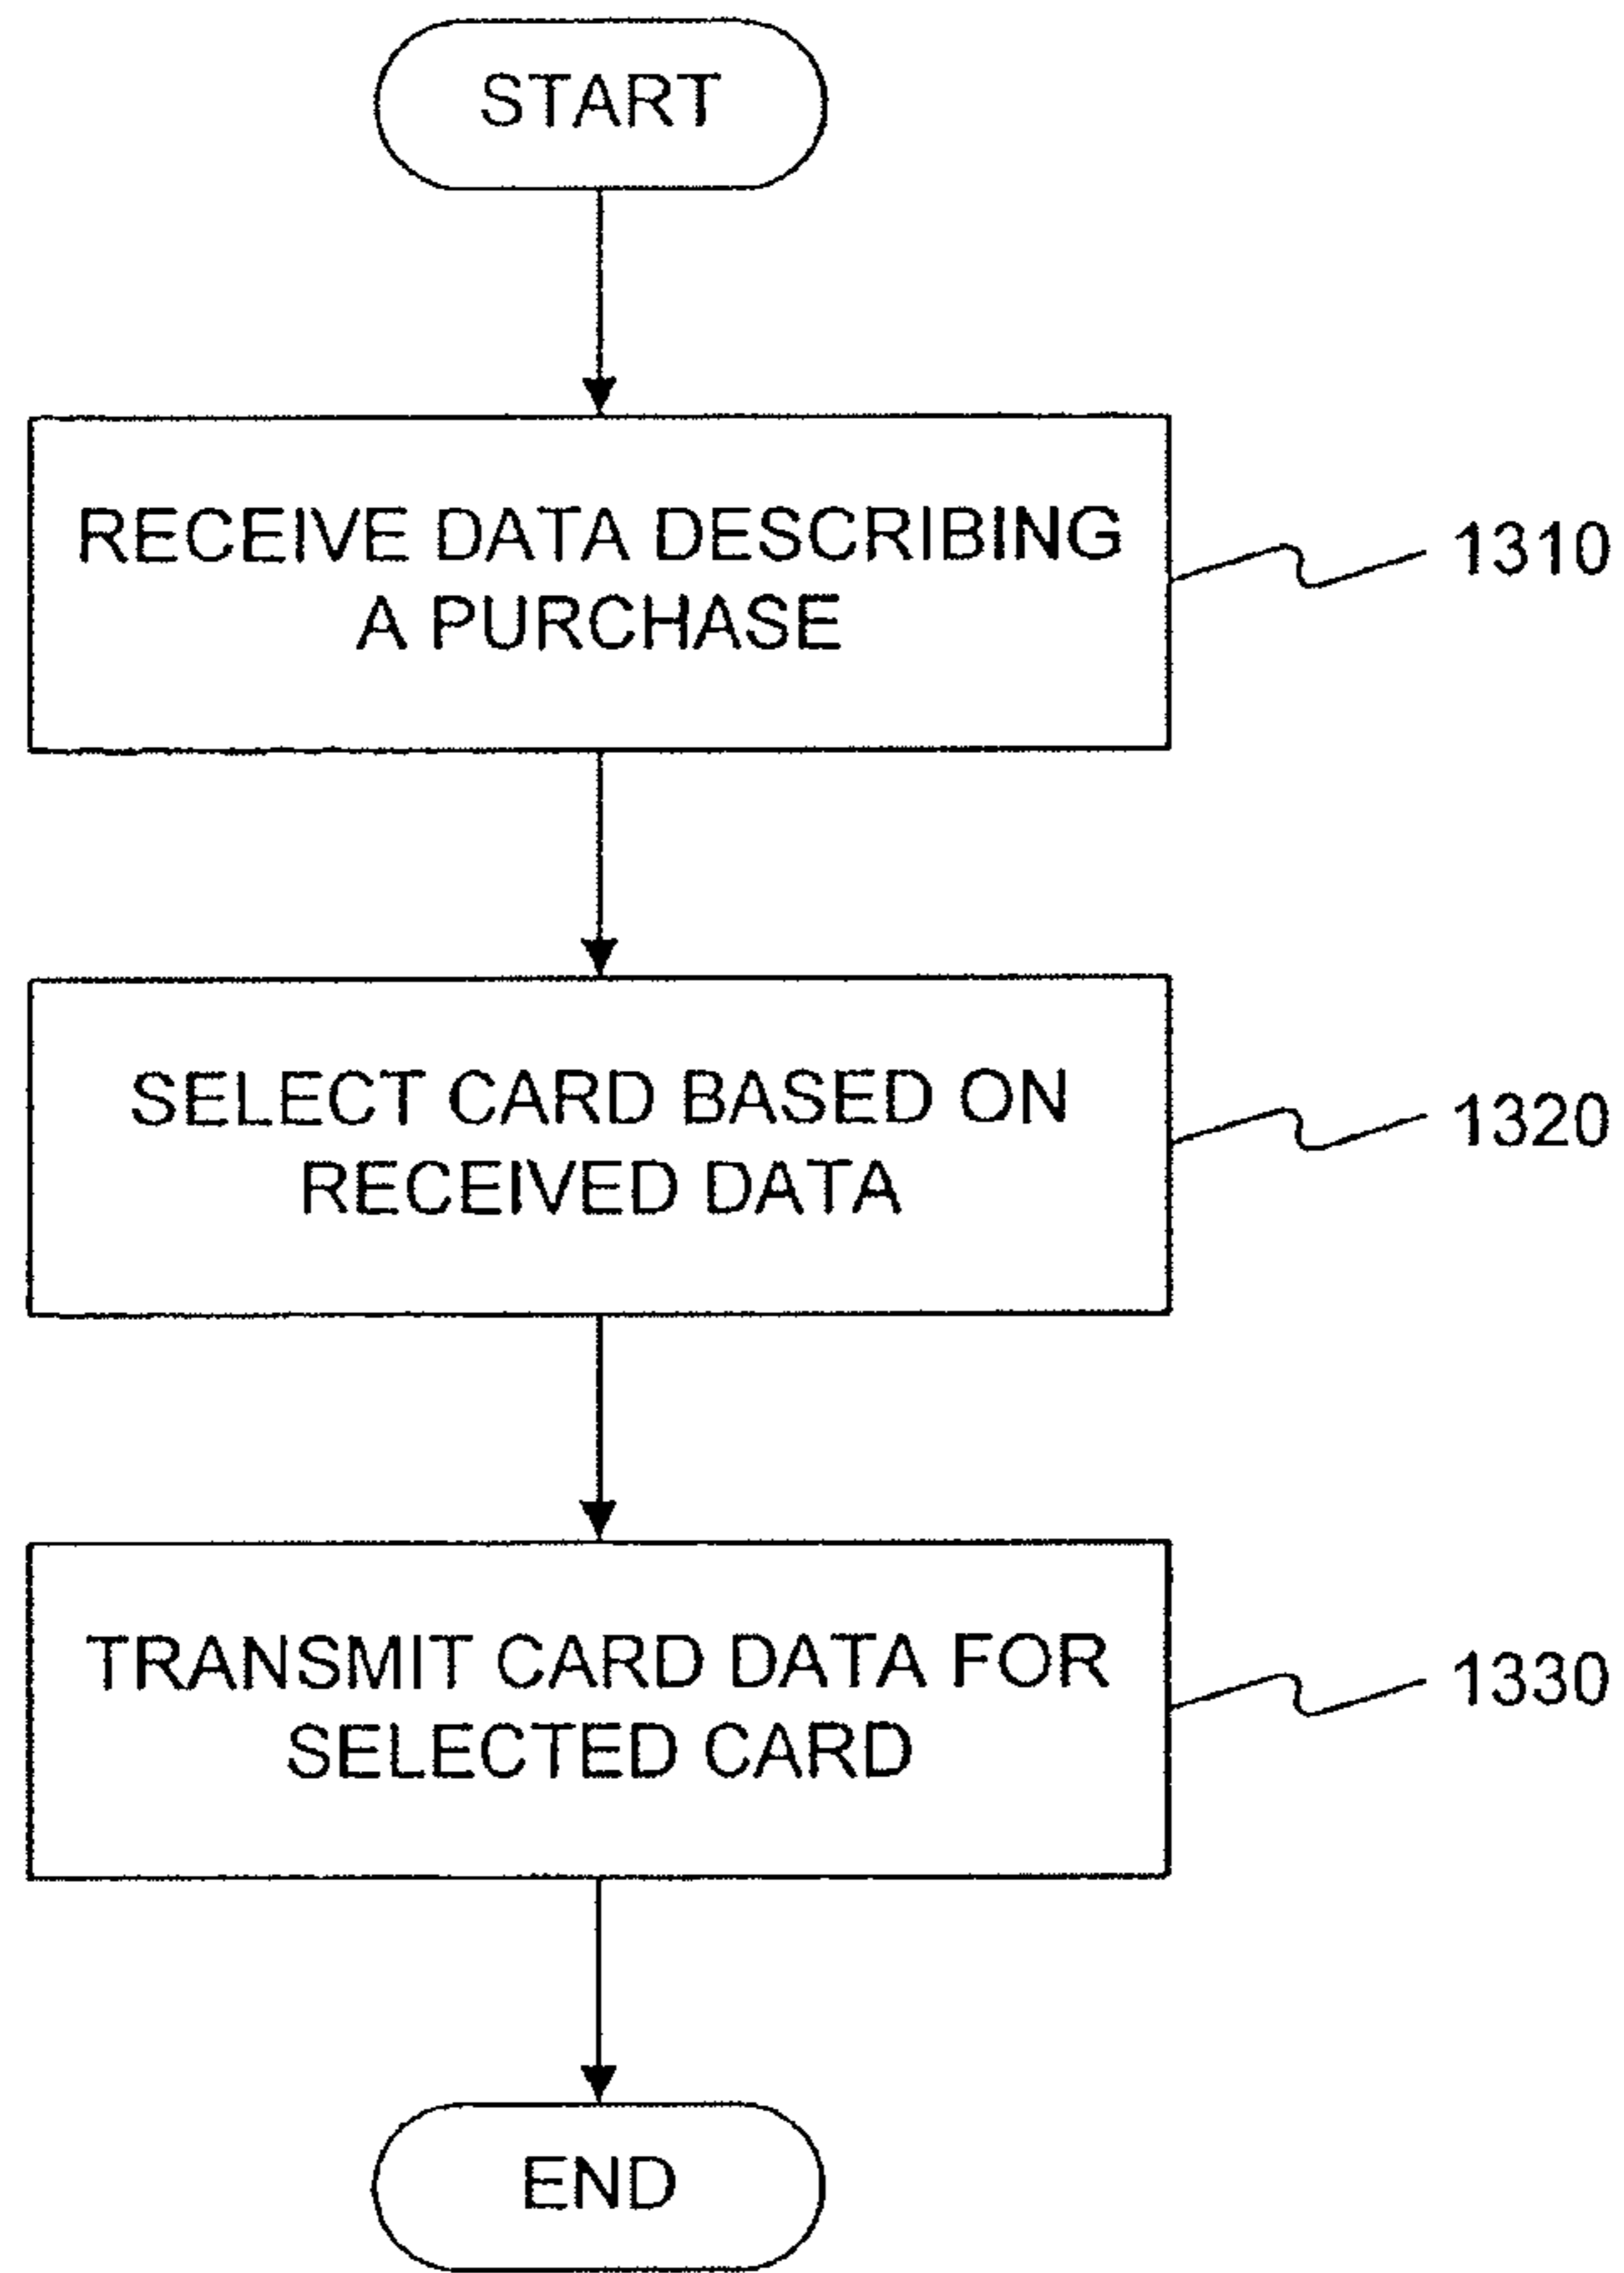 START
RECEIVE DATA DESCRIBING
A PURCHASE
1310
SELECT CARD BASED ON
RECEIVED DATA
1320
TRANSMIT CARD DATA FOR
SELECTED CARD
1330
END